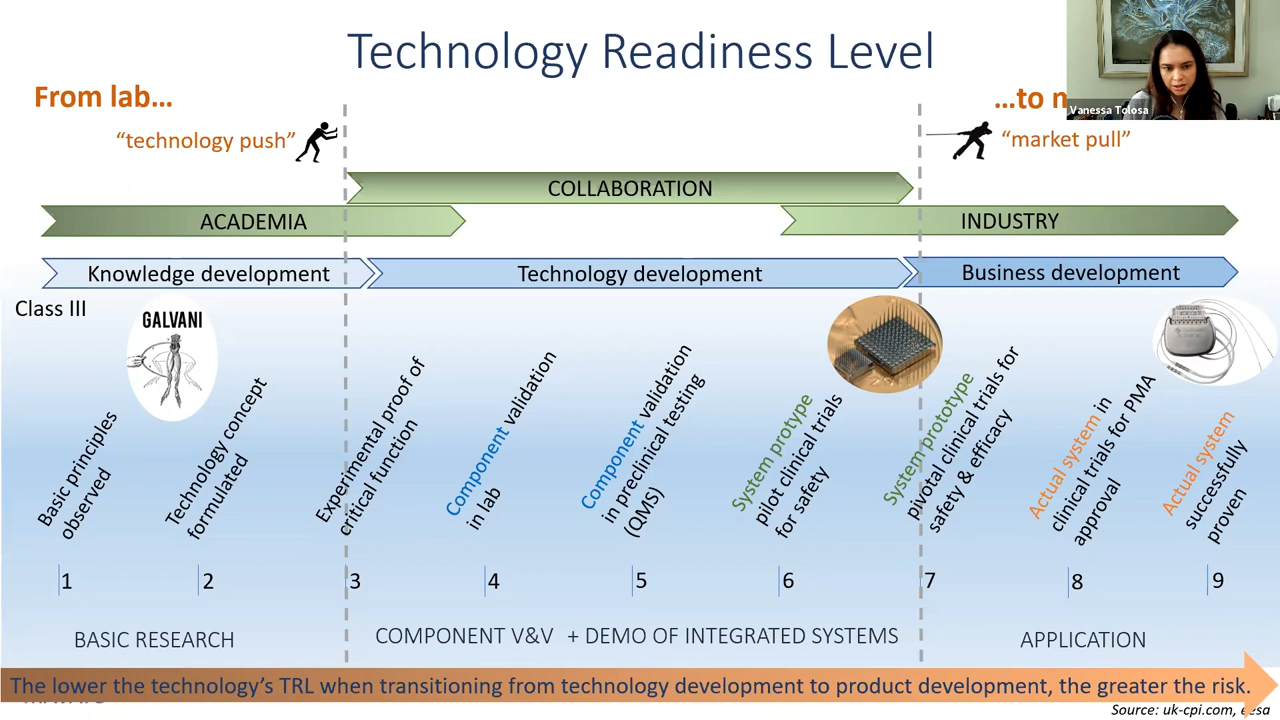 Technology Readiness Level
From lab…
…to m
Vanessa Tolosa
"technology push"
"market pull"
COLLABORATION
ACADEMIA
INDUSTRY
Knowledge development
Technology development
Business development
Class III
GALVANI
Basic principles
observed
Technology concept
formulated
Experimental proof of
critical function
Component validation
in lab
Component validation
in preclinical testing
(QMS)
System protype
pilot clinical trials
for safety
System prototype
pivotal clinical trials for
safety & efficacy
Actual system in
clinical trials for PMA
approval
Actual system
successfully
proven
1
2
3
4
5
6
7
8
9
BASIC RESEARCH
COMPONENT V&V + DEMO OF INTEGRATED SYSTEMS
APPLICATION
The lower the technology's TRL when transitioning from technology development to product development, the greater the risk.
Source: uk-cpi.com, eesa